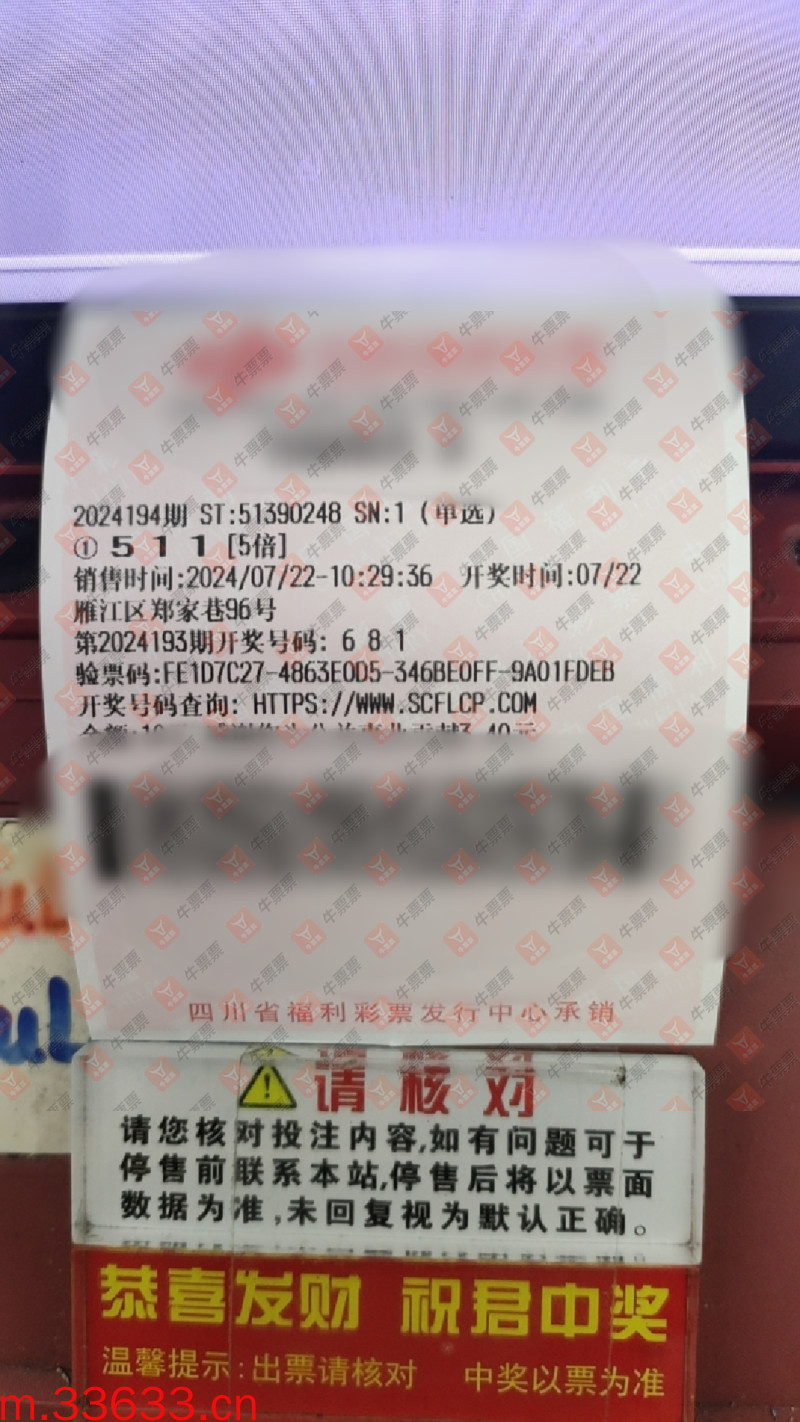 2024194期 ST:51390248 SN:1 (单选)
① 5 1 1 [5倍]
销售时间:2024/07/22-10:29:36 开奖时间:07/22
雁江区郑家巷96号
第2024193期开奖号码: 6 8 1
验票码:FE1D7C27-4863E0D5-346BE0FF-9A01FDEB
开奖号码查询: HTTPS://WWW.SCFLCP.COM
四川省福利彩票发行中心承销
请核对
请您核对投注内容,如有问题可于
停售前联系本站,停售后将以票面
数据为准,未回复视为默认正确。
恭喜发财 祝君中奖
温馨提示:出票请核对 中奖以票为准
m.33633.cn
牛票票